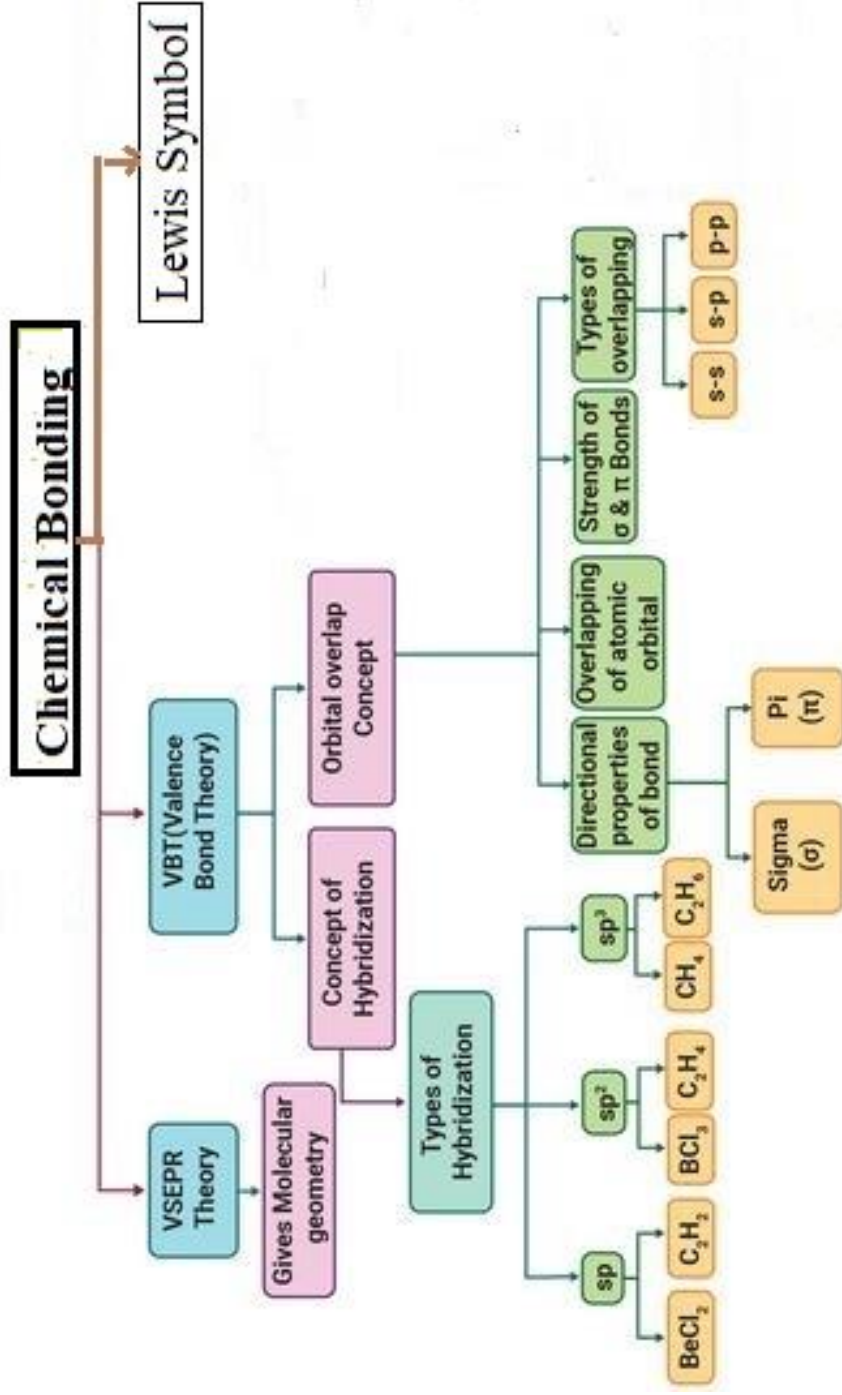 Chemical Bonding
VSEPR
Theory
VBT(Valence
Bond Theory)
Lewis Symbol
Gives Molecular
geometry
Concept of
Hybridization
Orbital overlap
Concept
Types of
Hybridization
sp
sp²
sp³
BeCl₂
C₂H₂
BCl₃
C₂H₄
CH₄
C₂H₆
Directional
properties
of bond
Overlapping
of atomic
orbital
Strength of
σ & π Bonds
Types of
overlapping
Sigma
(σ)
Pi
(π)
s-s
s-p
p-p